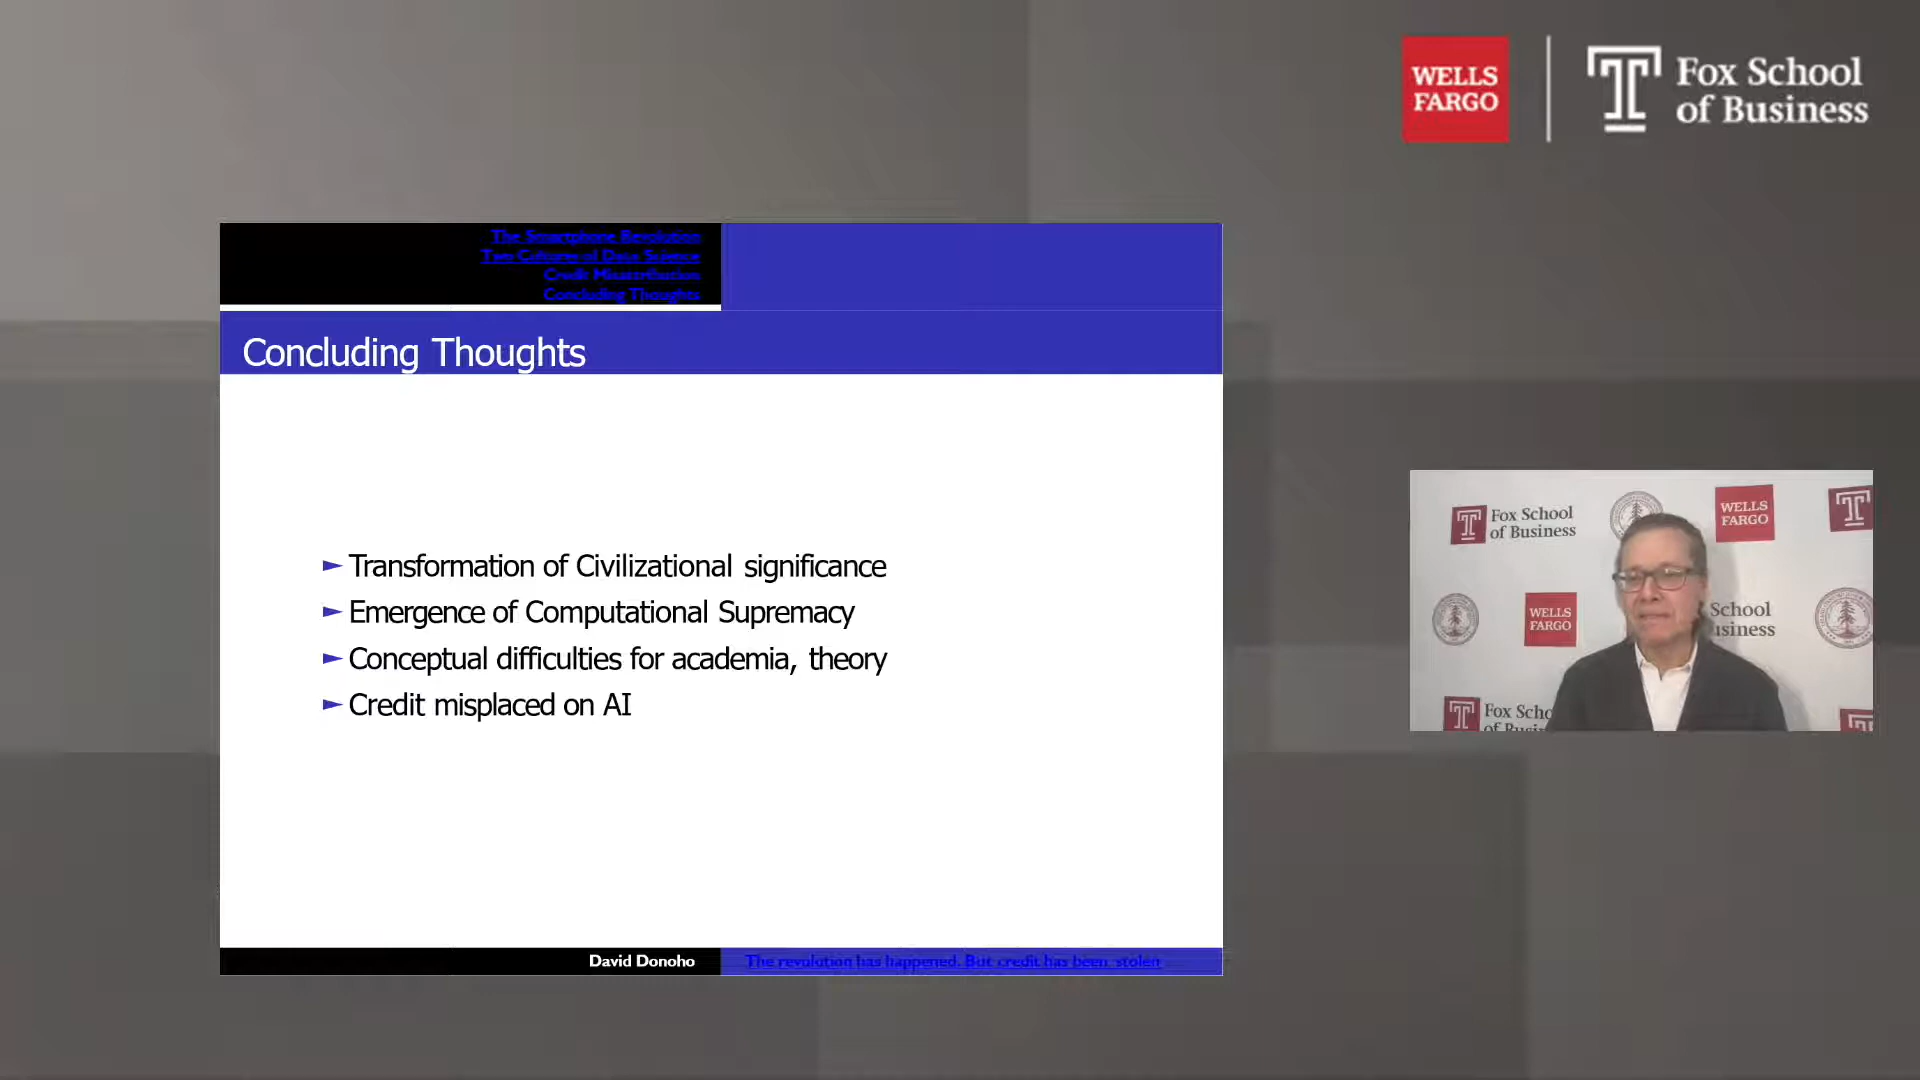 WELLS
FARGO
Fox School
of Business
The Smartphone Revolution
Two Cultures of Data Science
Credit Misattribution
Concluding Thoughts
Concluding Thoughts
Transformation of Civilizational significance
Emergence of Computational Supremacy
Conceptual difficulties for academia, theory
Credit misplaced on AI
David Donoho
The revolution has happened. But credit has been stolen
Fox School
of Business
WELLS
FARGO
WELLS
FARGO
School
Fox